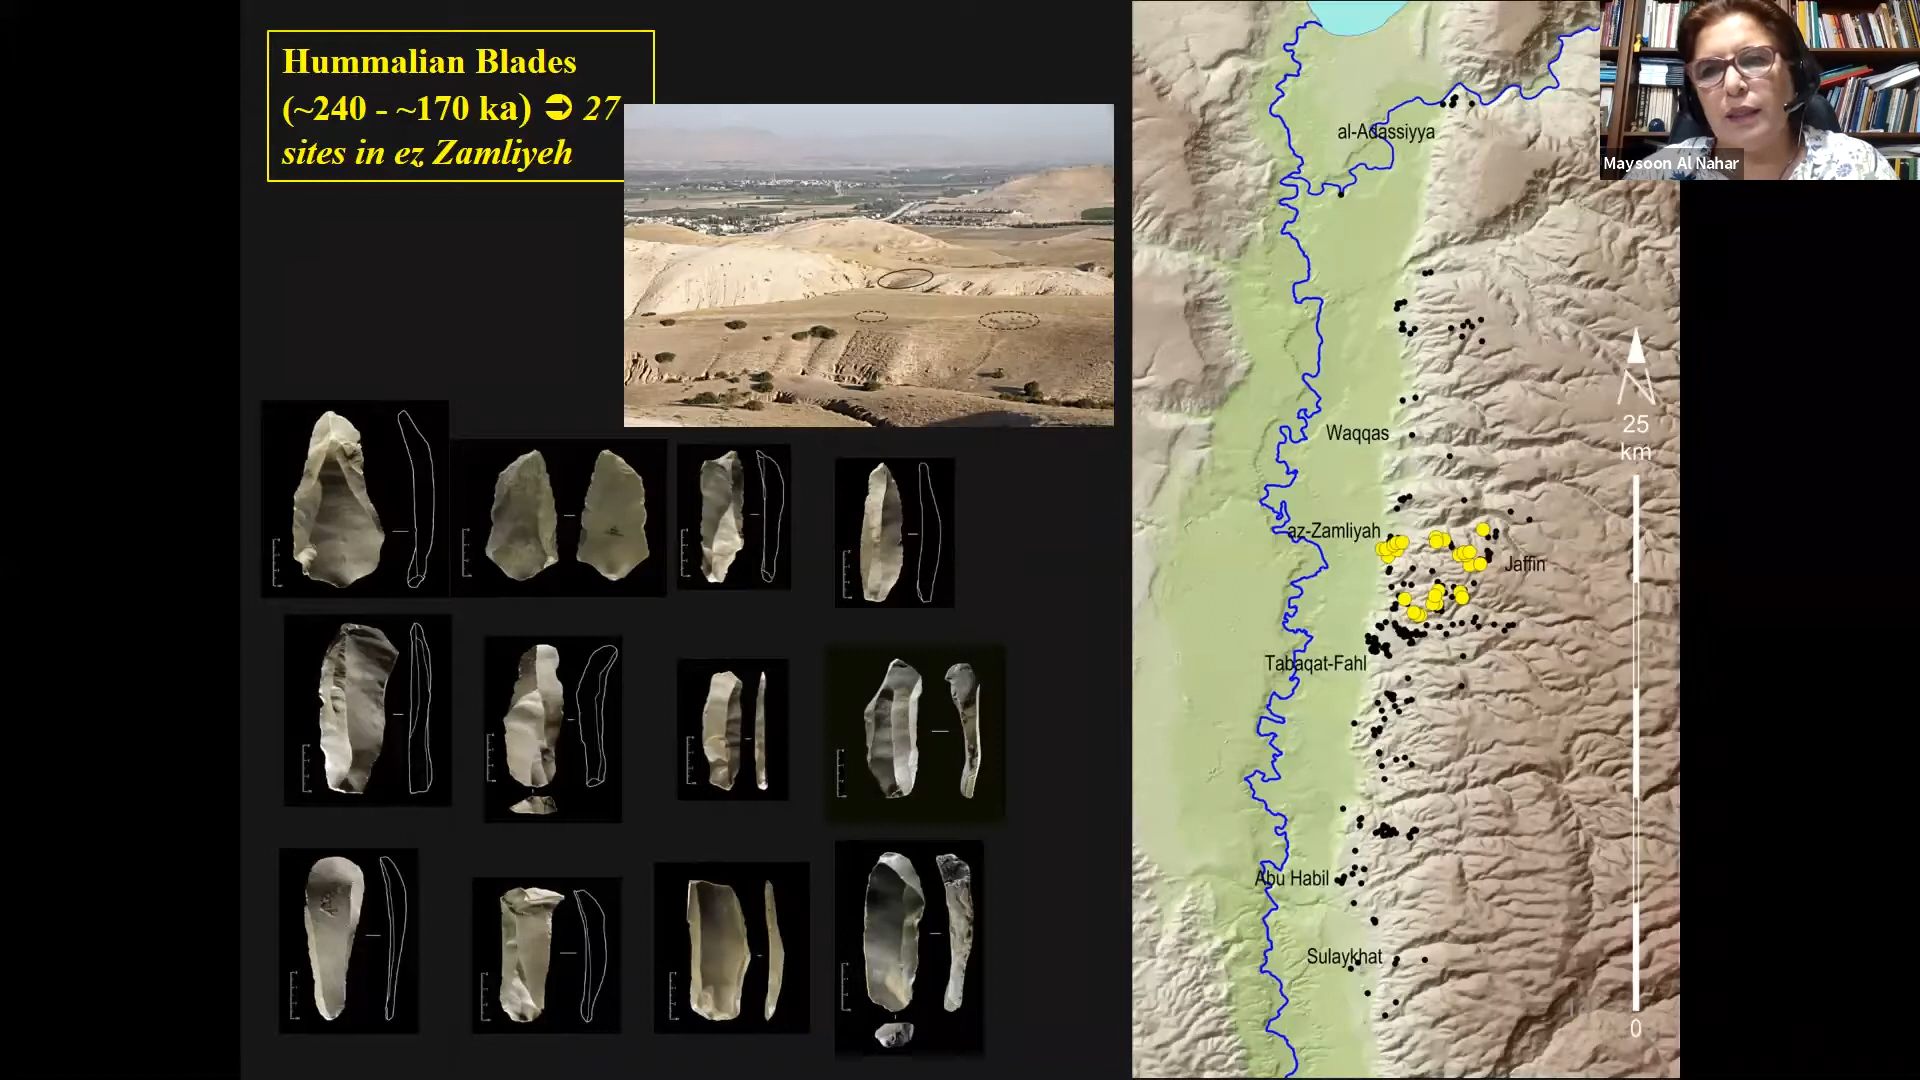 Hummalian Blades
(~240 - ~170 ka) ➲ 27
sites in ez Zamliyeh
Maysoon Al Nahar
al-Adassiyya
Waqqas
az-Zamliyah
Jaffin
Tabaqat-Fahl
Abu Habil
Sulaykhat
N
25
km
0